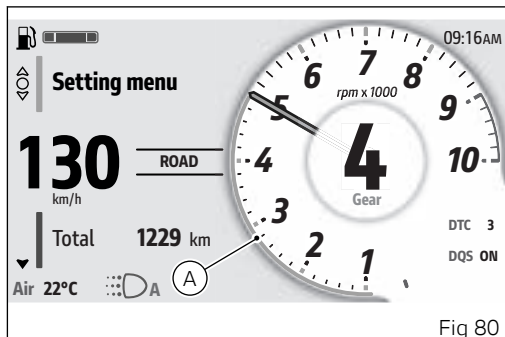 09:16AM
Setting menu
130
km/h
ROAD
Total 1229 km
Air 22°C
A
A
rpm x 1000
1
2
3
4
5
6
7
8
9
10
4
Gear
DTC 3
DQS ON
Fig 80